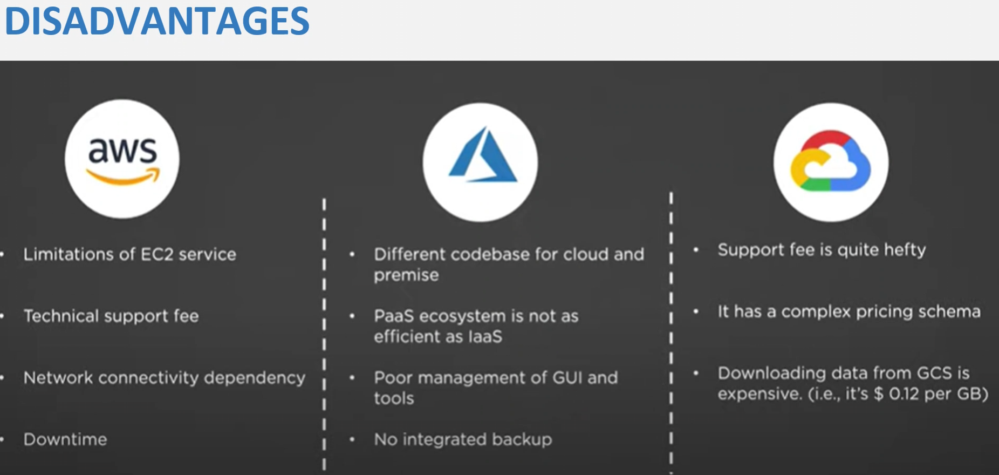 DISADVANTAGES
aws
• Limitations of EC2 service
• Technical support fee
• Network connectivity dependency
• Downtime
• Different codebase for cloud and
premise
• PaaS ecosystem is not as
efficient as IaaS
• Poor management of GUI and
tools
• No integrated backup
• Support fee is quite hefty
• It has a complex pricing schema
• Downloading data from GCS is
expensive. (i.e., it's $ 0.12 per GB)